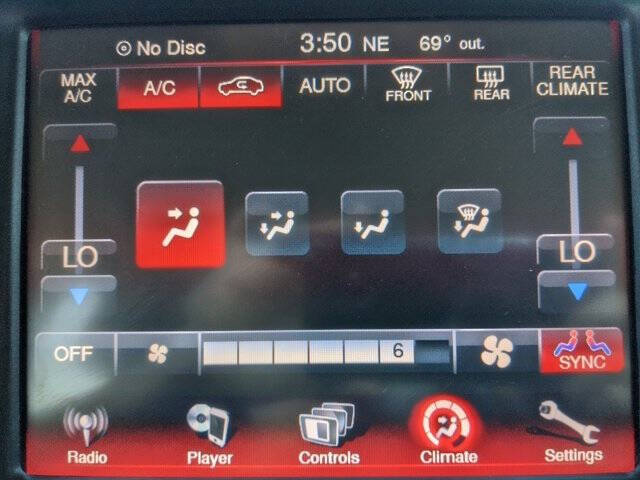 No Disc 3:50 NE 69° out.
MAX A/C A/C AUTO FRONT REAR REAR CLIMATE
LO LO
OFF 6 SYNC
Radio Player Controls Climate Settings